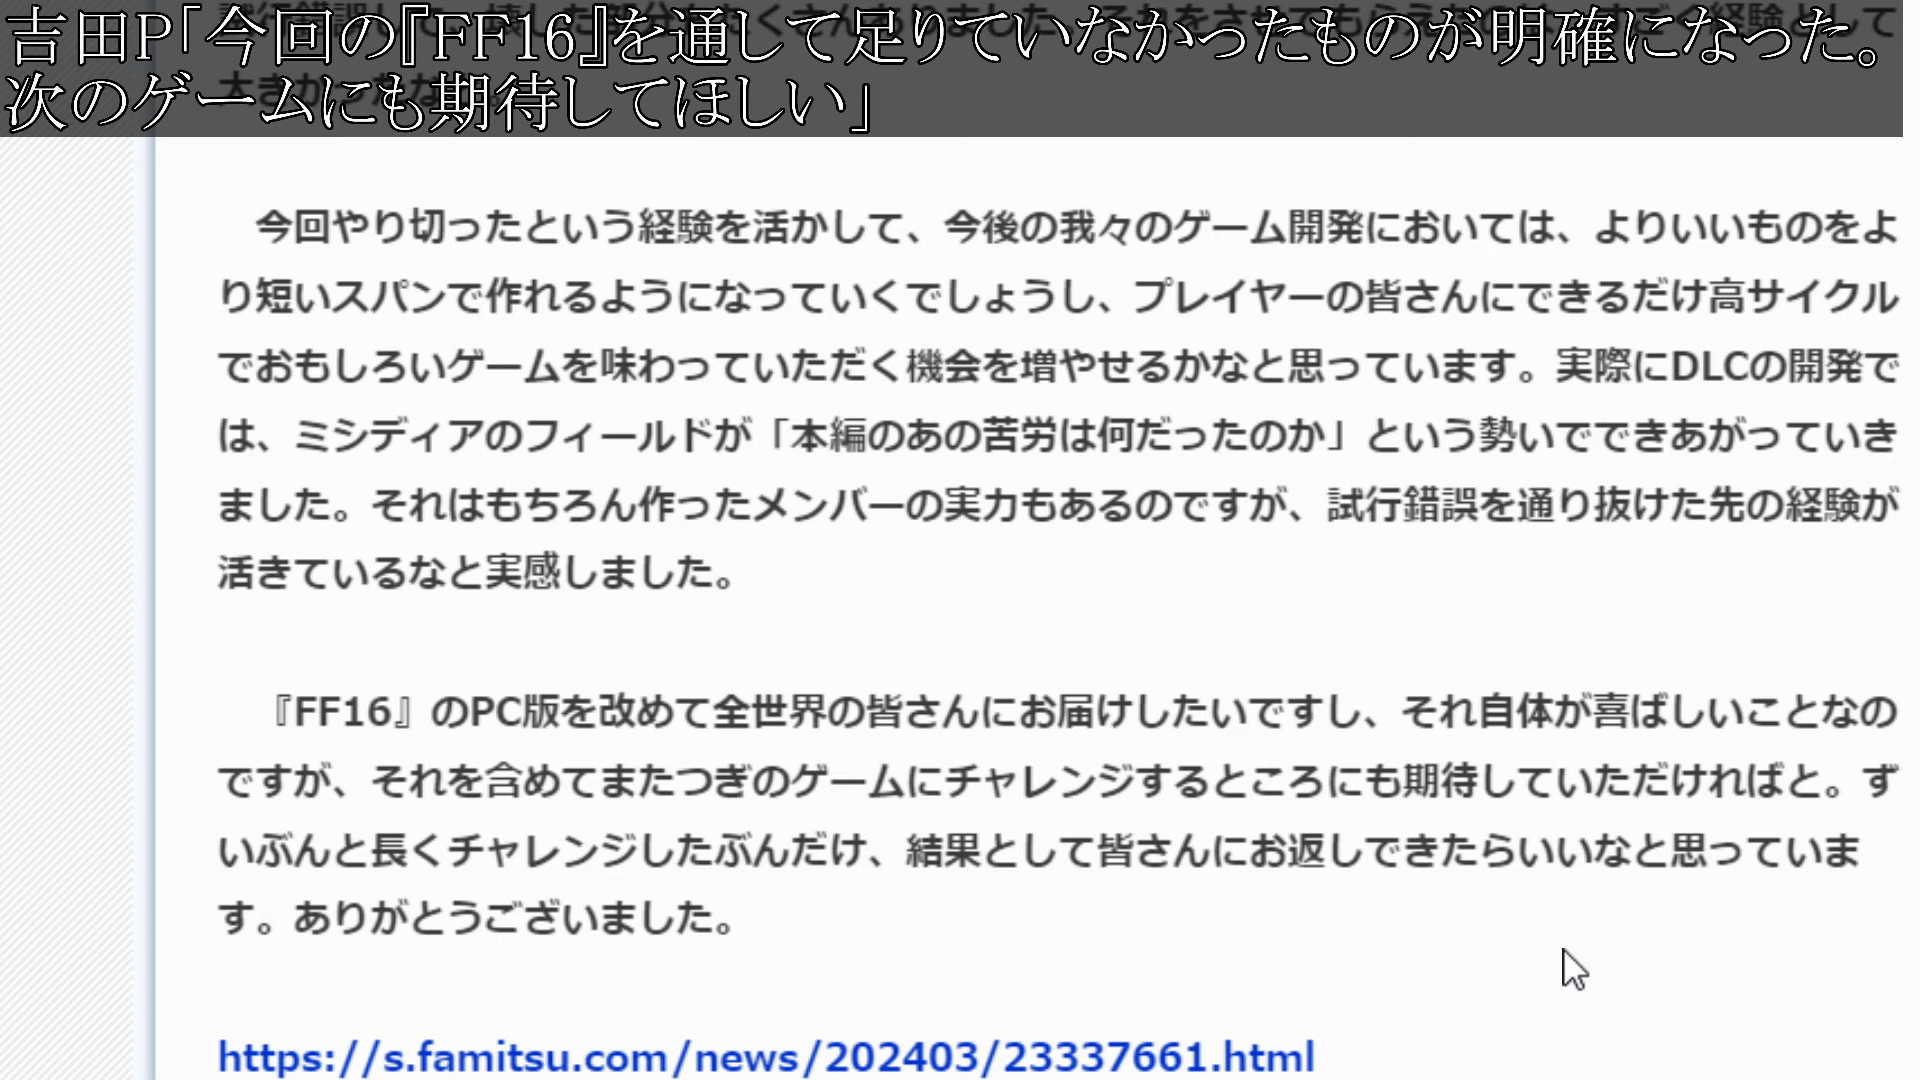 吉田P「今回の『FF16』を通して足りていなかったものが明確になった。
次のゲームにも期待してほしい」
今回やり切ったという経験を活かして、今後の我々のゲーム開発においては、よりいいものをよ
り短いスパンで作れるようになっていくでしょうし、プレイヤーの皆さんにできるだけ高サイクル
でおもしろいゲームを味わっていただく機会を増やせるかなと思っています。実際にDLCの開発で
は、ミシディアのフィールドが「本編のあの苦労は何だったのか」という勢いでできあがっていき
ました。それはもちろん作ったメンバーの実力もあるのですが、試行錯誤を通り抜けた先の経験が
活きているなと実感しました。
『FF16』のPC版を改めて全世界の皆さんにお届けしたいですし、それ自体が喜ばしいことなの
ですが、それを含めてまたつぎのゲームにチャレンジするところにも期待していただければと。ず
いぶんと長くチャレンジしたぶんだけ、結果として皆さんにお返しできたらいいなと思っていま
す。ありがとうございました。
https://s.famitsu.com/news/202403/23337661.html